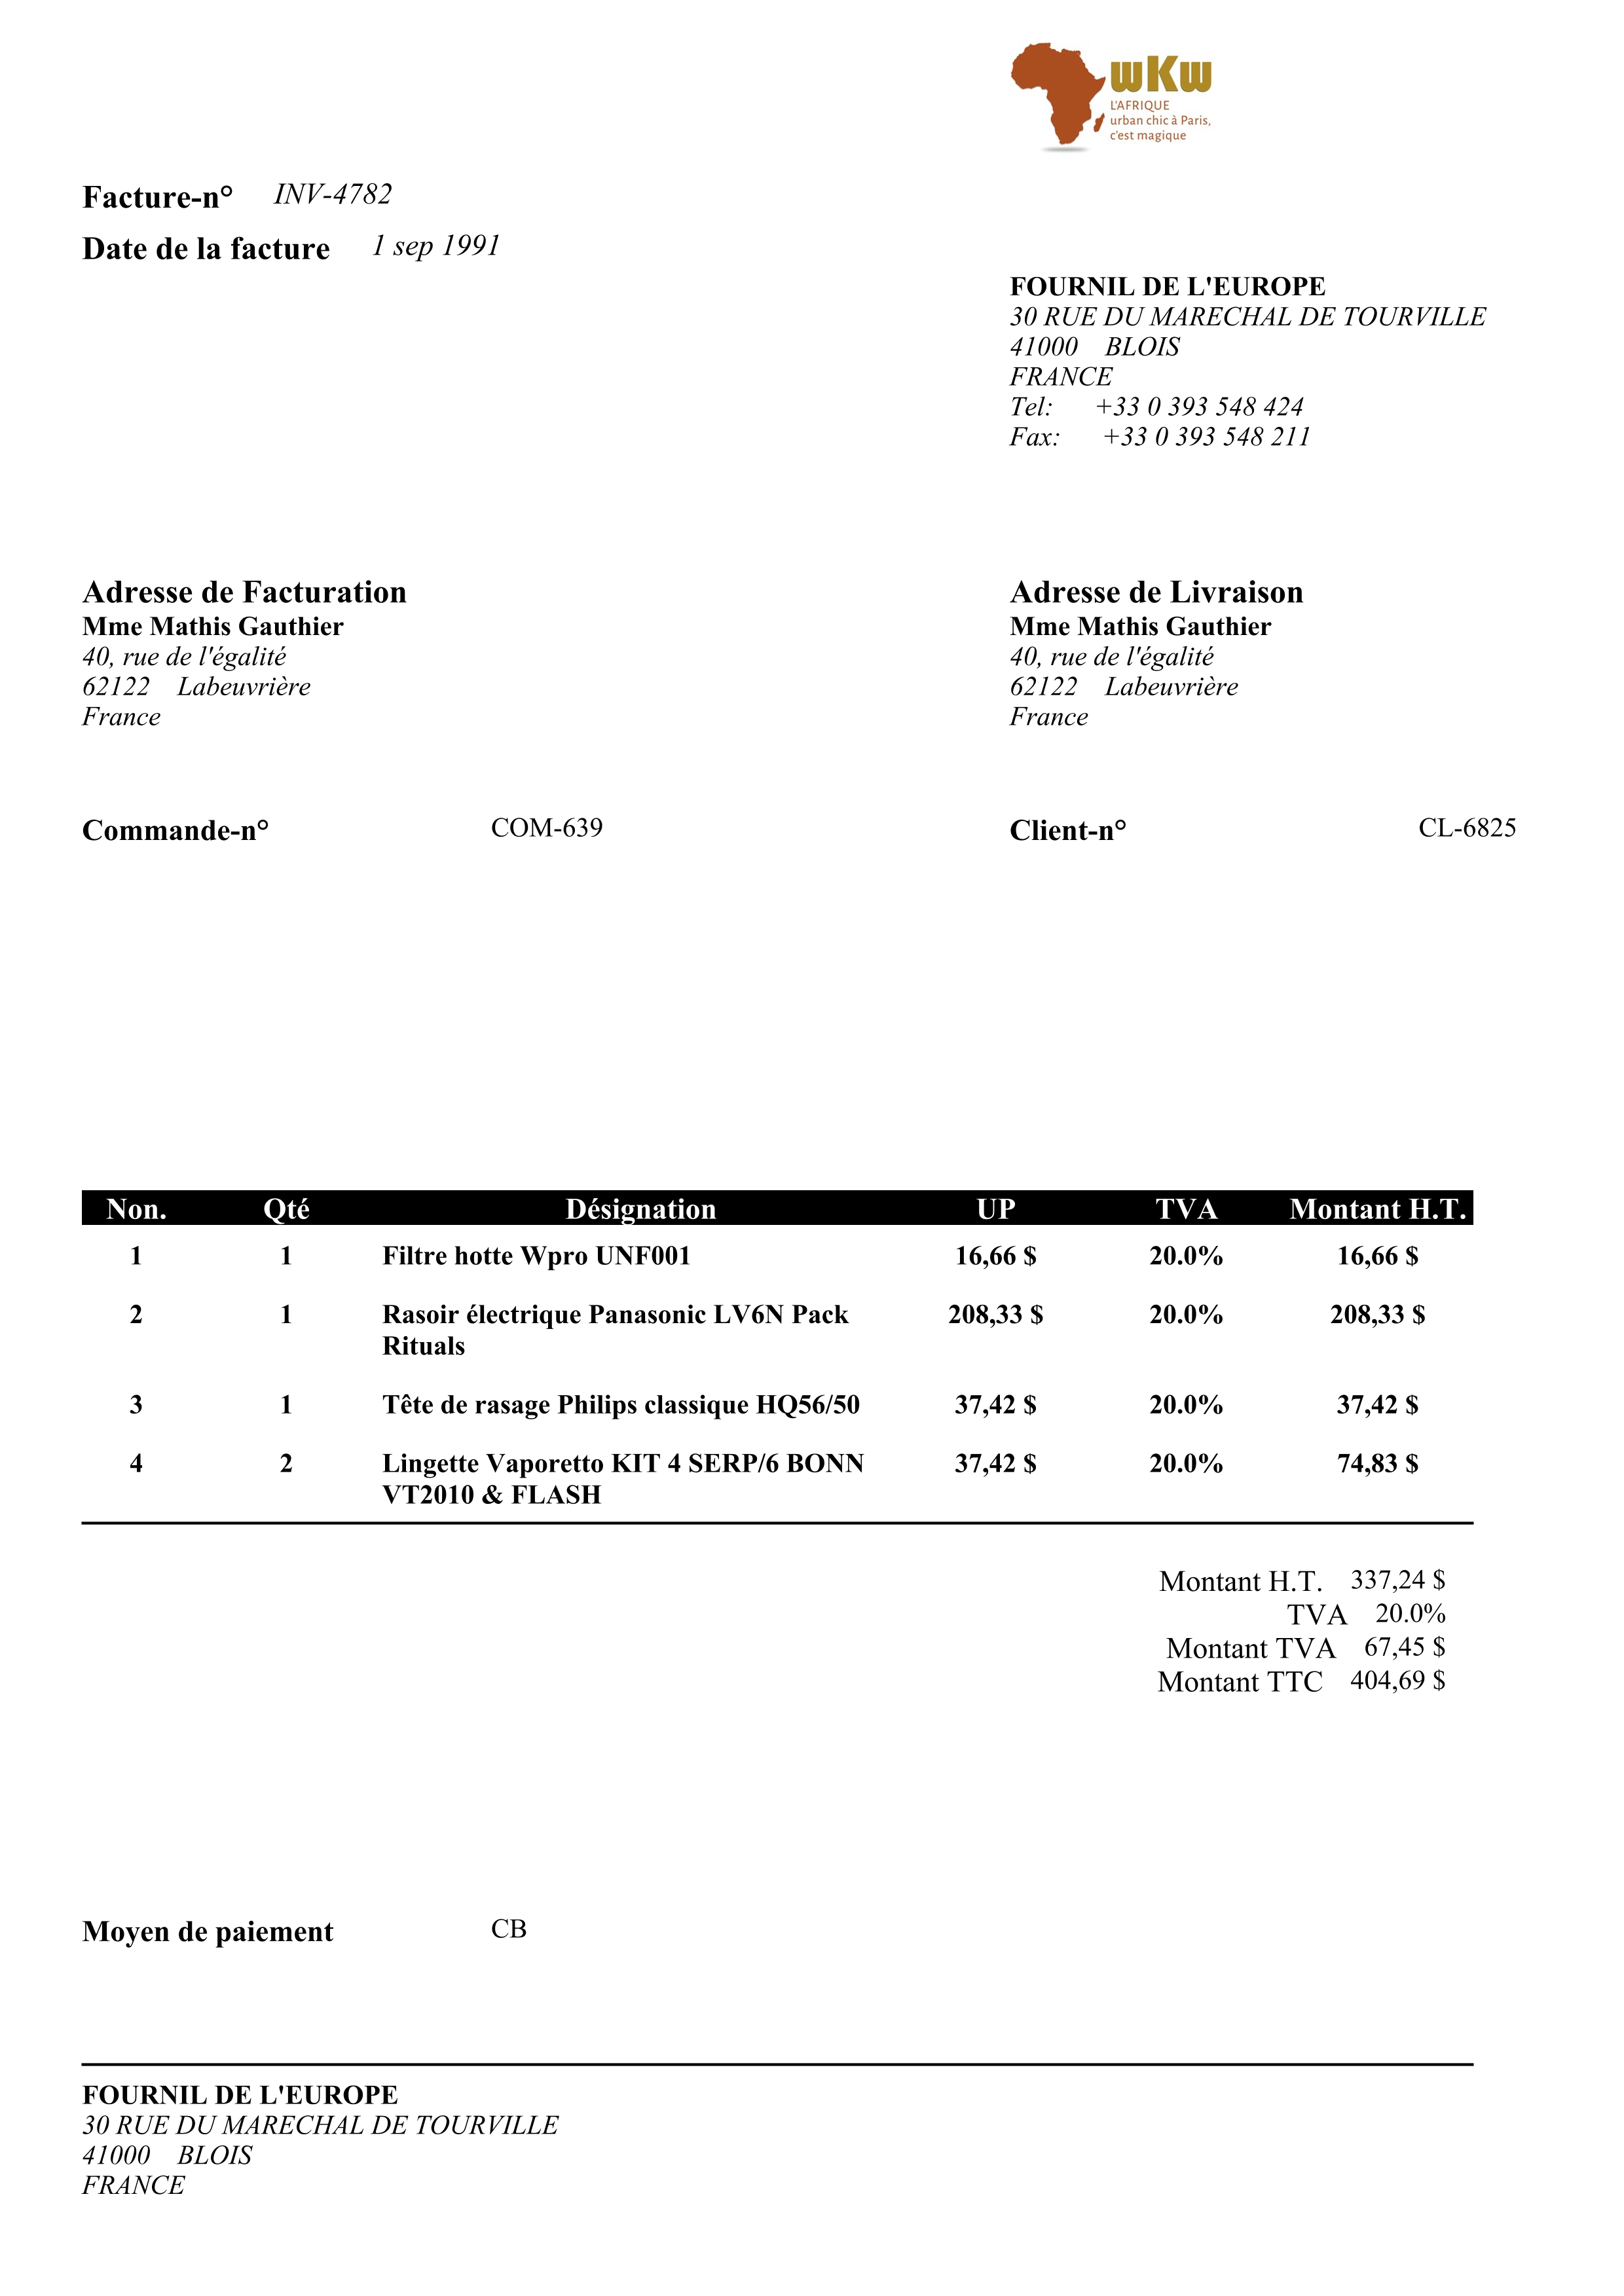 wKw
L'AFRIQUE
urban chic à Paris,
c'est magique
Facture-n° INV-4782
Date de la facture 1 sep 1991
FOURNIL DE L'EUROPE
30 RUE DU MARECHAL DE TOURVILLE
41000 BLOIS
FRANCE
Tel: +33 0 393 548 424
Fax: +33 0 393 548 211
Adresse de Facturation
Mme Mathis Gauthier
40, rue de l'égalité
62122 Labeuvrière
France
Adresse de Livraison
Mme Mathis Gauthier
40, rue de l'égalité
62122 Labeuvrière
France
Commande-n° COM-639
Client-n° CL-6825
Non. Qté Désignation UP TVA Montant H.T.
1 1 Filtre hotte Wpro UNF001 16,66 $ 20.0% 16,66 $
2 1 Rasoir électrique Panasonic LV6N Pack 208,33 $ 20.0% 208,33 $
Rituals
3 1 Tête de rasage Philips classique HQ56/50 37,42 $ 20.0% 37,42 $
4 2 Lingette Vaporetto KIT 4 SERP/6 BONN 37,42 $ 20.0% 74,83 $
VT2010 & FLASH
Montant H.T. 337,24 $
TVA 20.0%
Montant TVA 67,45 $
Montant TTC 404,69 $
Moyen de paiement CB
FOURNIL DE L'EUROPE
30 RUE DU MARECHAL DE TOURVILLE
41000 BLOIS
FRANCE